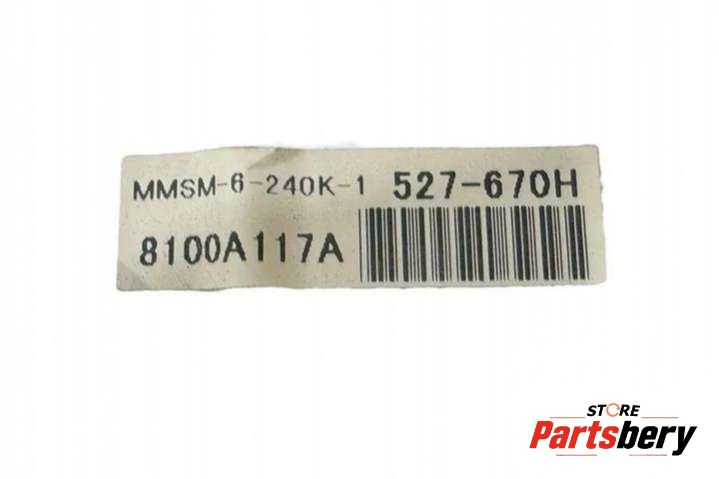 MMSM-6-240K-1 527-670H
8100A117A
STORE
Partsbery